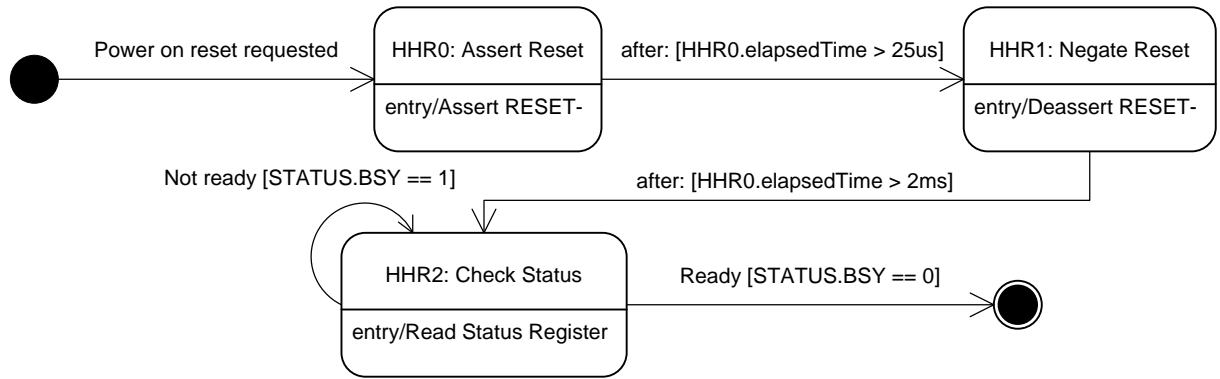 Power on reset requested
HHR0: Assert Reset
entry/Assert RESET-
after: [HHR0.elapsedTime > 25us]
HHR1: Negate Reset
entry/Deassert RESET-
Not ready [STATUS.BSY == 1]
after: [HHR0.elapsedTime > 2ms]
HHR2: Check Status
entry/Read Status Register
Ready [STATUS.BSY == 0]